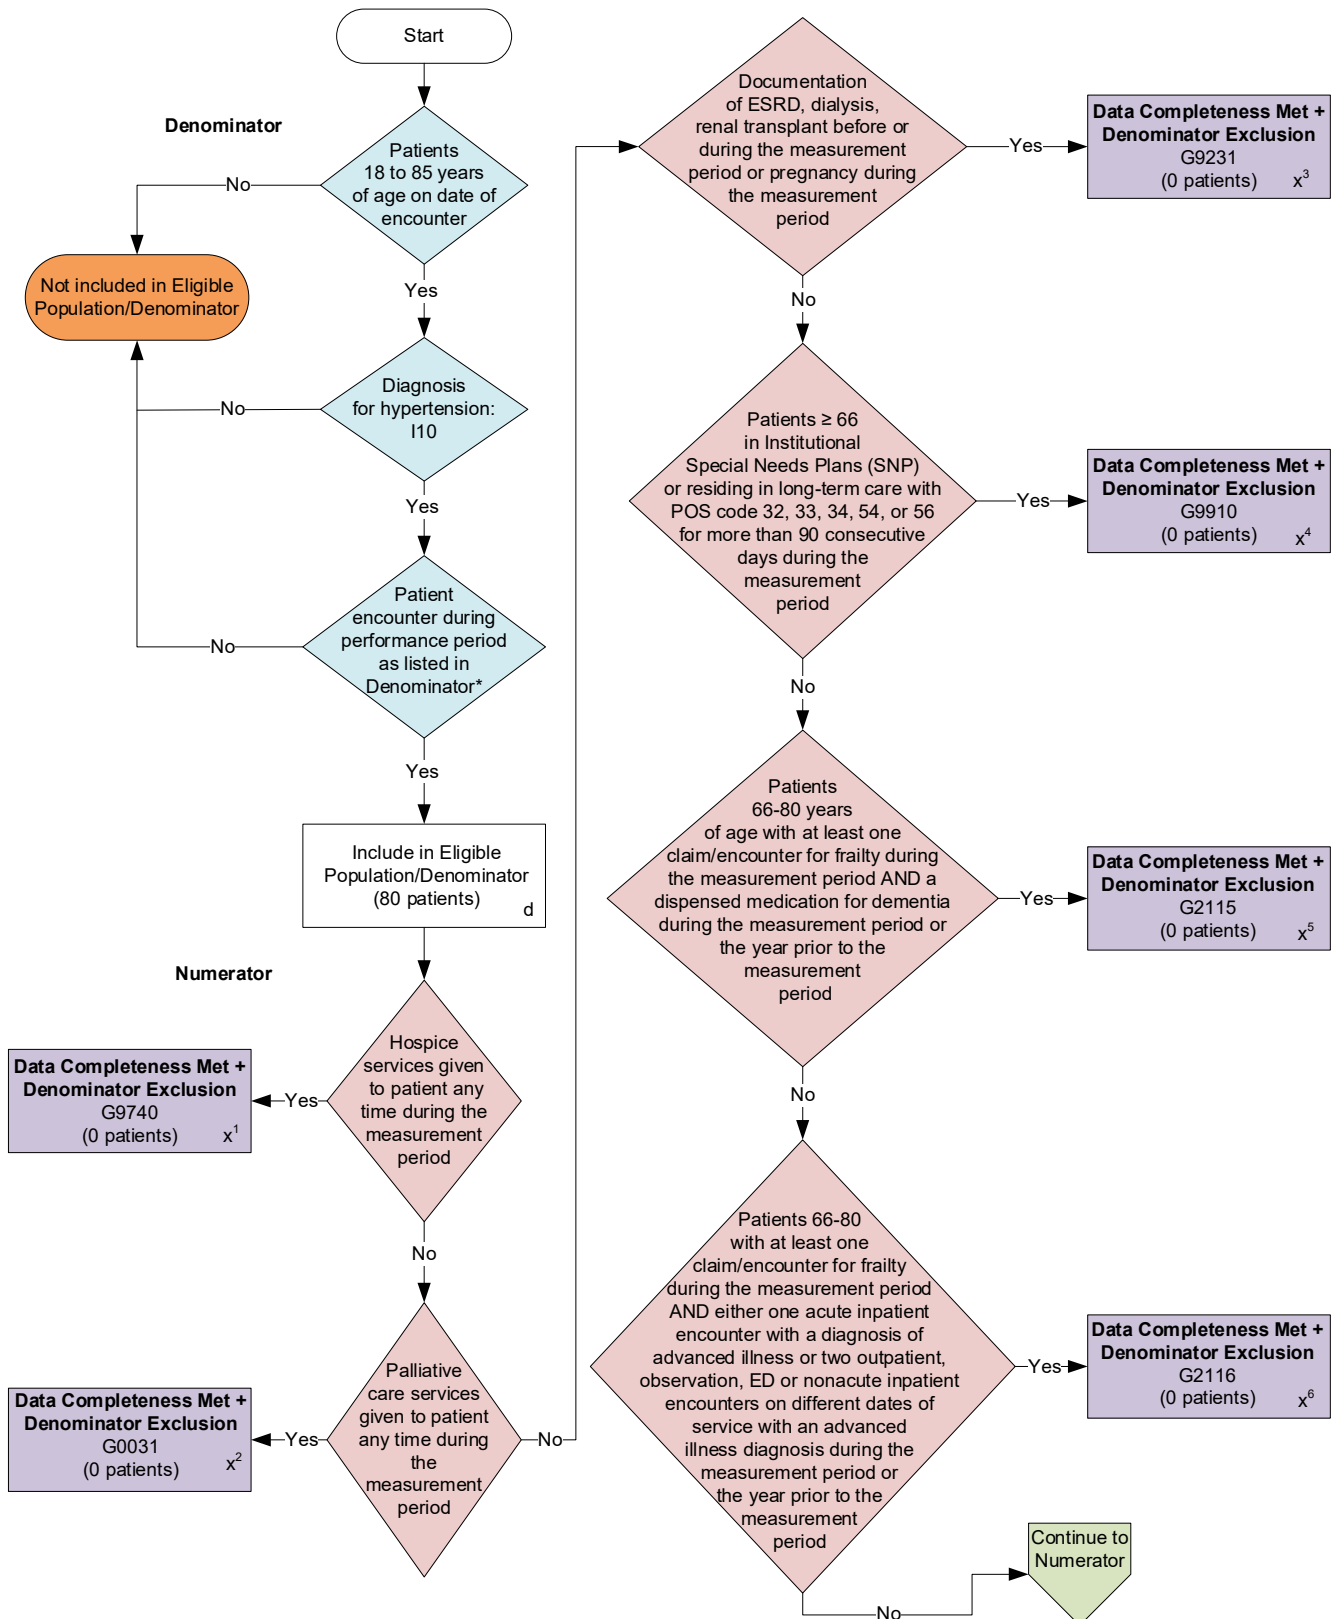 Start
Denominator
Patients
18 to 85 years
of age on date of
encounter
No
Not included in Eligible
Population/Denominator
Yes
Diagnosis
for hypertension:
I10
No
Yes
Patient
encounter during
performance period
as listed in
Denominator*
No
Yes
Include in Eligible
Population/Denominator
(80 patients)
d
Numerator
Hospice
services given
to patient any
time during the
measurement
period
Yes
Data Completeness Met +
Denominator Exclusion
G9740
(0 patients) x1
No
Palliative
care services
given to patient
any time during
the
measurement
period
Yes
Data Completeness Met +
Denominator Exclusion
G0031
(0 patients) x2
No
Documentation
of ESRD, dialysis,
renal transplant before or
during the measurement
period or pregnancy during
the measurement
period
Yes
Data Completeness Met +
Denominator Exclusion
G9231
(0 patients) x3
No
Patients ≥ 66
in Institutional
Special Needs Plans (SNP)
or residing in long-term care with
POS code 32, 33, 34, 54, or 56
for more than 90 consecutive
days during the
measurement
period
Yes
Data Completeness Met +
Denominator Exclusion
G9910
(0 patients) x4
No
Patients
66-80 years
of age with at least one
claim/encounter for frailty during
the measurement period AND a
dispensed medication for dementia
during the measurement period or
the year prior to the
measurement
period
Yes
Data Completeness Met +
Denominator Exclusion
G2115
(0 patients) x5
No
Patients 66-80
with at least one
claim/encounter for frailty
during the measurement period
AND either one acute inpatient
encounter with a diagnosis of
advanced illness or two outpatient,
observation, ED or nonacute inpatient
encounters on different dates of
service with an advanced
illness diagnosis during the
measurement period or
the year prior to the
measurement
period
Yes
Data Completeness Met +
Denominator Exclusion
G2116
(0 patients) x6
No
Continue to
Numerator